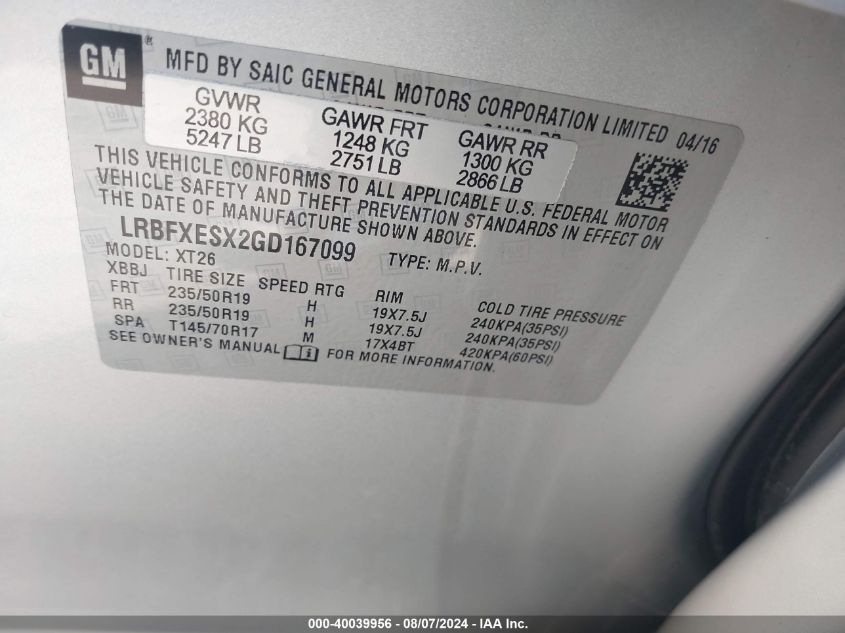 GM ®
MFD BY SAIC GENERAL MOTORS CORPORATION LIMITED 04/16
GVWR GAWR FRT GAWR RR
2380 KG 1248 KG 1300 KG
5247 LB 2751 LB 2866 LB
THIS VEHICLE CONFORMS TO ALL APPLICABLE U.S. FEDERAL MOTOR
VEHICLE SAFETY AND THEFT PREVENTION STANDARDS IN EFFECT ON
THE DATE OF MANUFACTURE SHOWN ABOVE.
LRBFXESX2GD167099 TYPE: M.P.V.
MODEL: XT26
XBBJ TIRE SIZE SPEED RTG RIM COLD TIRE PRESSURE
FRT 235/50R19 H 19X7.5J 240KPA(35PSI)
RR 235/50R19 H 19X7.5J 240KPA(35PSI)
SPA T145/70R17 M 17X4BT 420KPA(60PSI)
SEE OWNER'S MANUAL FOR MORE INFORMATION.
000-40039956 - 08/07/2024 - IAA Inc.